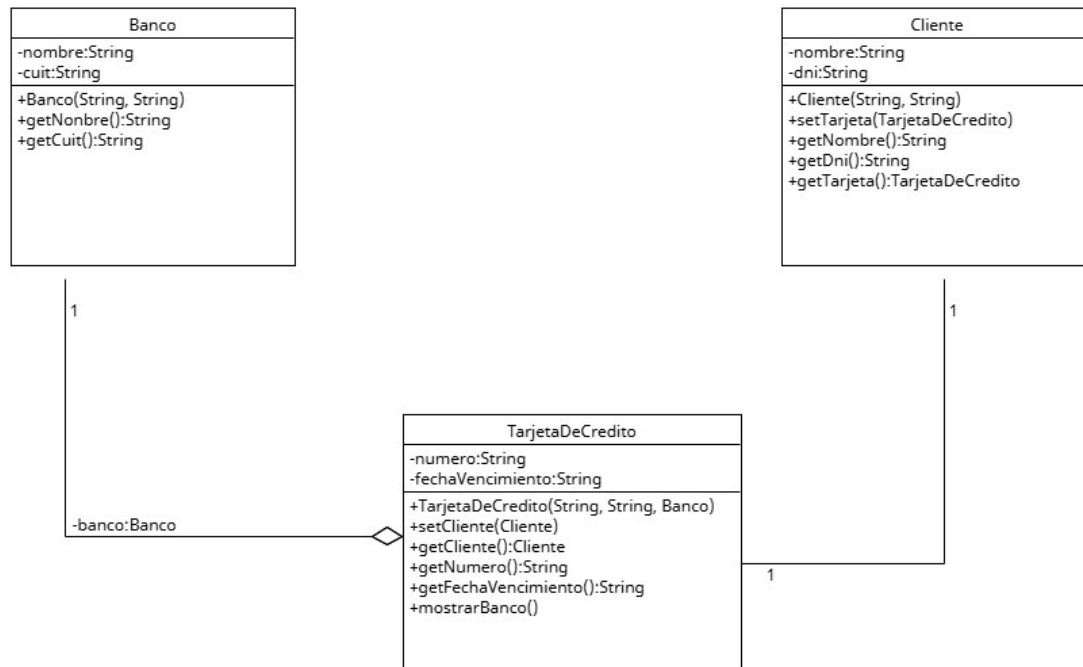 Banco
-nombre:String
-cuit:String
+Banco(String, String)
+getNonbre():String
+getCuit():String
Cliente
-nombre:String
-dni:String
+Cliente(String, String)
+setTarjeta(TarjetaDeCredito)
+getNombre():String
+getDni():String
+getTarjeta():TarjetaDeCredito
1
1
TarjetaDeCredito
-numero:String
-fechaVencimiento:String
+TarjetaDeCredito(String, String, Banco)
+setCliente(Cliente)
+getCliente():Cliente
+getNumero():String
+getFechaVencimiento():String
+mostrarBanco()
-banco:Banco
1